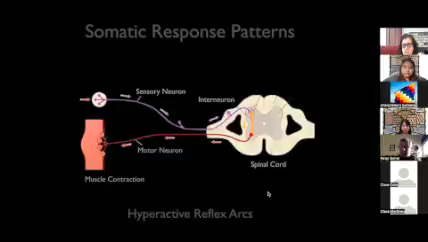 Somatic Response Patterns
Sensory Neuron
Interneuron
Motor Neuron
Spinal Cord
Muscle Contraction
Hyperactive Reflex Arcs